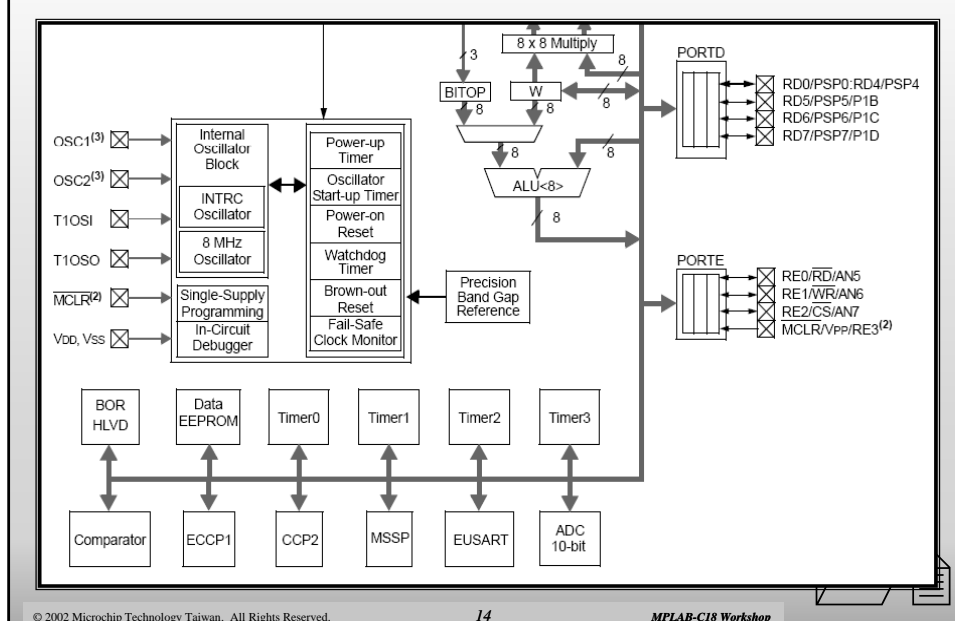 8 x 8 Multiply
3
8
BITOP
W
8
8
8
8
8
ALU<8>
8
PORTD
RD0/PSP0:RD4/PSP4
RD5/PSP5/P1B
RD6/PSP6/P1C
RD7/PSP7/P1D
OSC1(3)
OSC2(3)
T1OSI
T1OSO
MCLR(2)
VDD, VSS
Internal
Oscillator
Block
INTRC
Oscillator
8 MHz
Oscillator
Single-Supply
Programming
In-Circuit
Debugger
Power-up
Timer
Oscillator
Start-up Timer
Power-on
Reset
Watchdog
Timer
Brown-out
Reset
Fail-Safe
Clock Monitor
Precision
Band Gap
Reference
PORTE
RE0/RD/AN5
RE1/WR/AN6
RE2/CS/AN7
MCLR/VPP/RE3(2)
BOR
HLVD
Data
EEPROM
Timer0
Timer1
Timer2
Timer3
Comparator
ECCP1
CCP2
MSSP
EUSART
ADC
10-bit
© 2002 Microchip Technology Taiwan. All Rights Reserved.
14
MPLAB-C18 Workshop